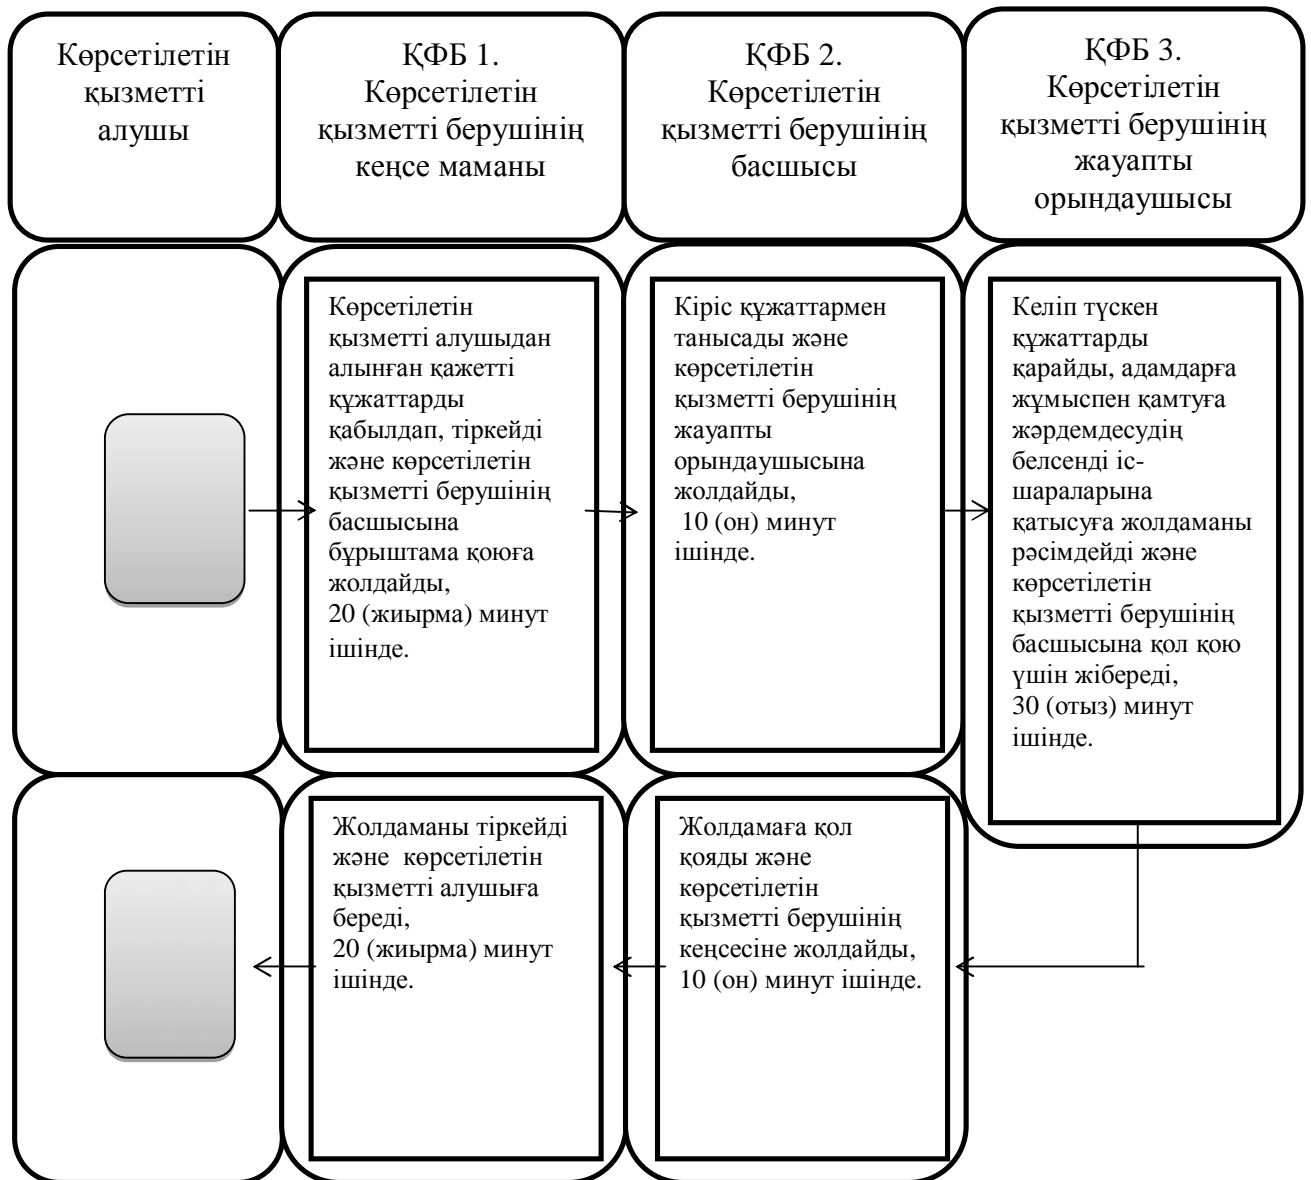 Көрсетілетін
қызметті
алушы
ҚФБ 1.
Көрсетілетін
қызметті берушінің
кеңсе маманы
ҚФБ 2.
Көрсетілетін
қызметті берушінің
басшысы
ҚФБ 3.
Көрсетілетін
қызметті берушінің
жауапты
орындаушысы
Көрсетілетін
қызметті алушыдан
алынған қажетті
құжаттарды
қабылдап, тіркейді
және көрсетілетін
қызметті берушінің
басшысына
бұрыштама қоюға
жолдайды,
20 (жиырма) минут
ішінде.
Кіріс құжаттармен
танысады және
көрсетілетін
қызметті берушінің
жауапты
орындаушысына
жолдайды,
10 (он) минут
ішінде.
Келіп түскен
құжаттарды
қарайды, адамдарға
жұмыспен қамтуға
жәрдемдесудің
белсенді іс-
шараларына
қатысуға жолдаманы
рәсімдейді және
көрсетілетін
қызметті берушінің
басшысына қол қою
үшін жібереді,
30 (отыз) минут
ішінде.
Жолдаманы тіркейді
және көрсетілетін
қызметті алушыға
береді,
20 (жиырма) минут
ішінде.
Жолдамаға қол
қояды және
көрсетілетін
қызметті берушінің
кеңсесіне жолдайды,
10 (он) минут ішінде.